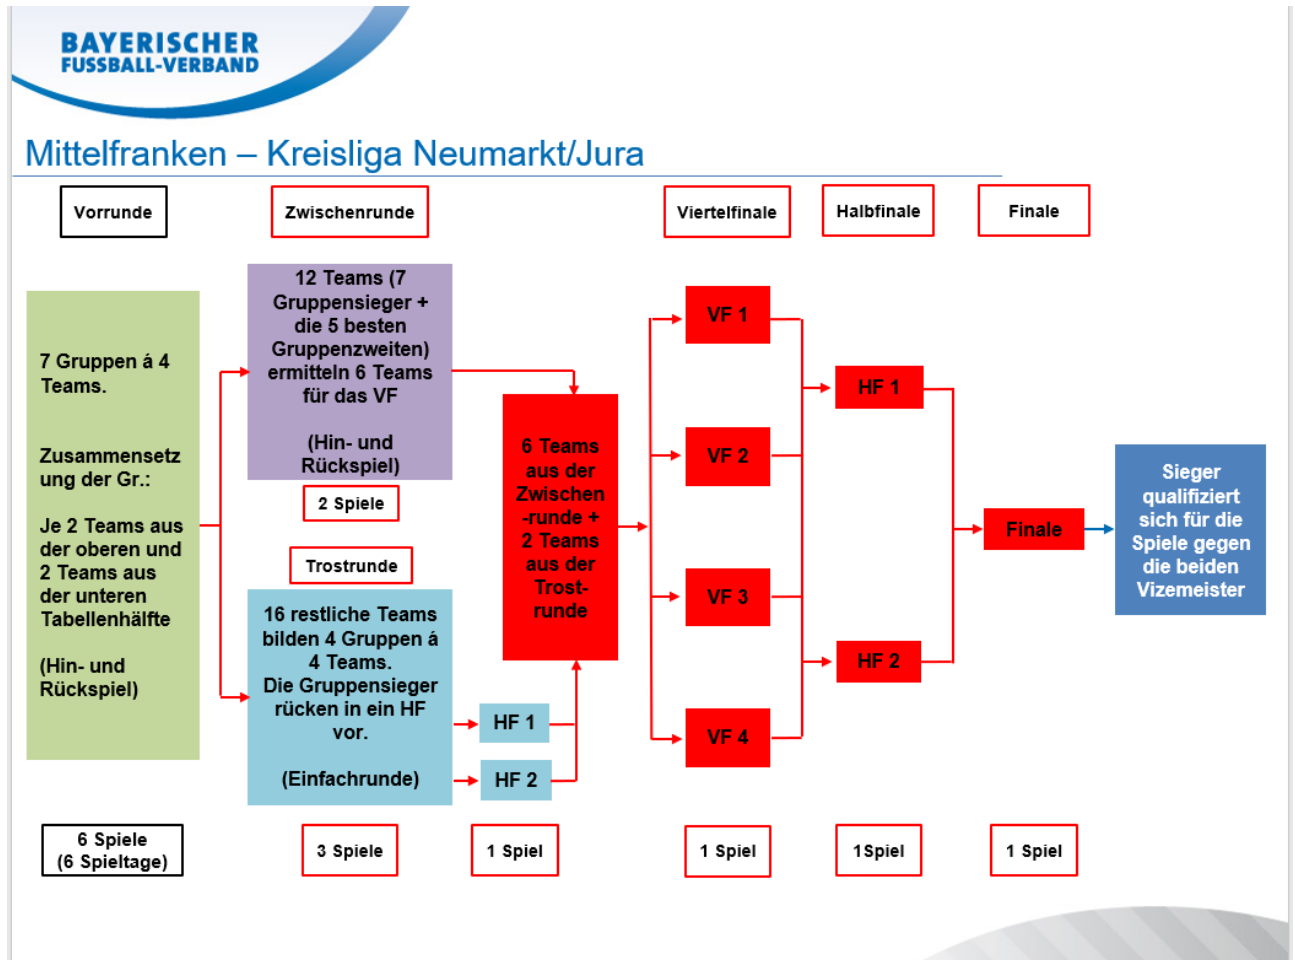 BAYERISCHER
FUSSBALL-VERBAND
Mittelfranken – Kreisliga Neumarkt/Jura
Vorrunde
Zwischenrunde
Viertelfinale
Halbfinale
Finale
7 Gruppen á 4
Teams.
Zusammensetz
ung der Gr.:
Je 2 Teams aus
der oberen und
2 Teams aus
der unteren
Tabellenhälfte
(Hin- und
Rückspiel)
12 Teams (7
Gruppensieger +
die 5 besten
Gruppenzweiten)
ermitteln 6 Teams
für das VF
(Hin- und
Rückspiel)
2 Spiele
Trostrunde
16 restliche Teams
bilden 4 Gruppen á
4 Teams.
Die Gruppensieger
rücken in ein HF
vor.
(Einfachrunde)
HF 1
HF 2
6 Teams
aus der
Zwischen
-runde +
2 Teams
aus der
Trost-
runde
VF 1
VF 2
VF 3
VF 4
HF 1
HF 2
Finale
Sieger
qualifiziert
sich für die
Spiele gegen
die beiden
Vizemeister
6 Spiele
(6 Spieltage)
3 Spiele
1 Spiel
1 Spiel
1Spiel
1 Spiel